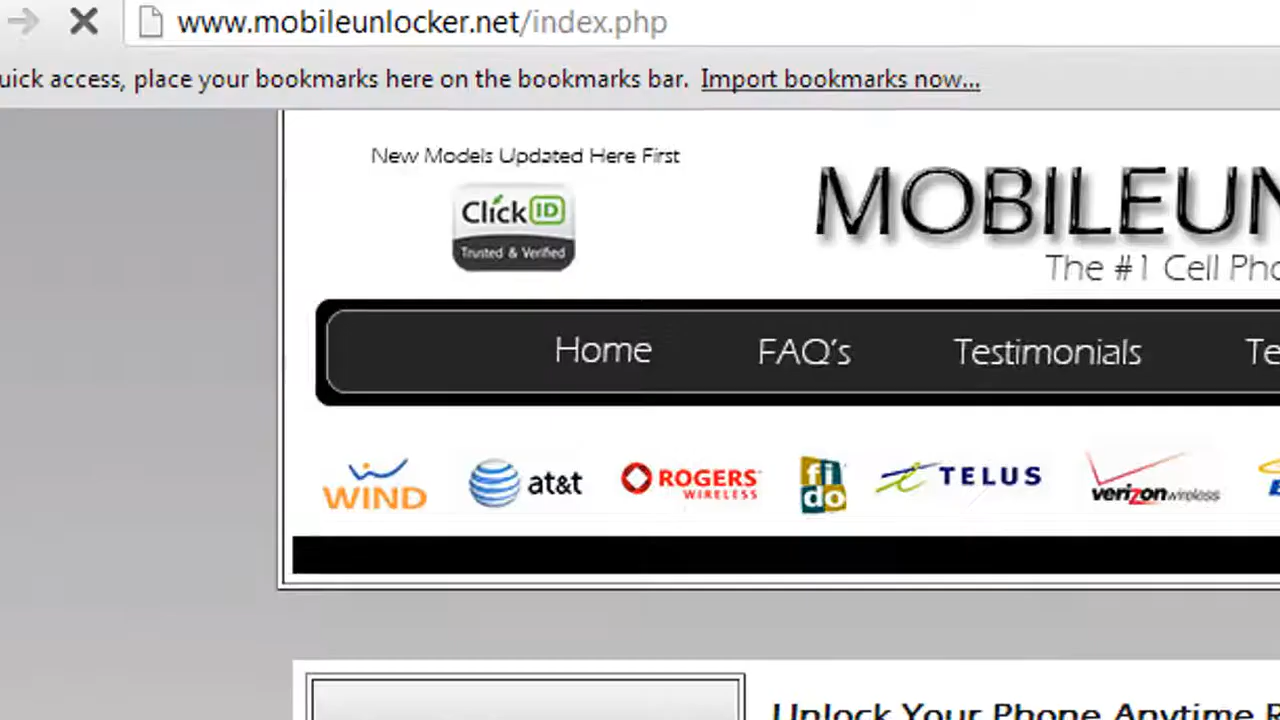 www.mobileunlocker.net/index.php
uick access, place your bookmarks here on the bookmarks bar. Import bookmarks now...
New Models Updated Here First
Click ID
Trusted & Verified
MOBILEUN
The #1 Cell Pho
Home FAQ's Testimonials Te
WIND at&t ROGERS WIRELESS fido TELUS verizon wireless
Unlock Your Phone Anytime